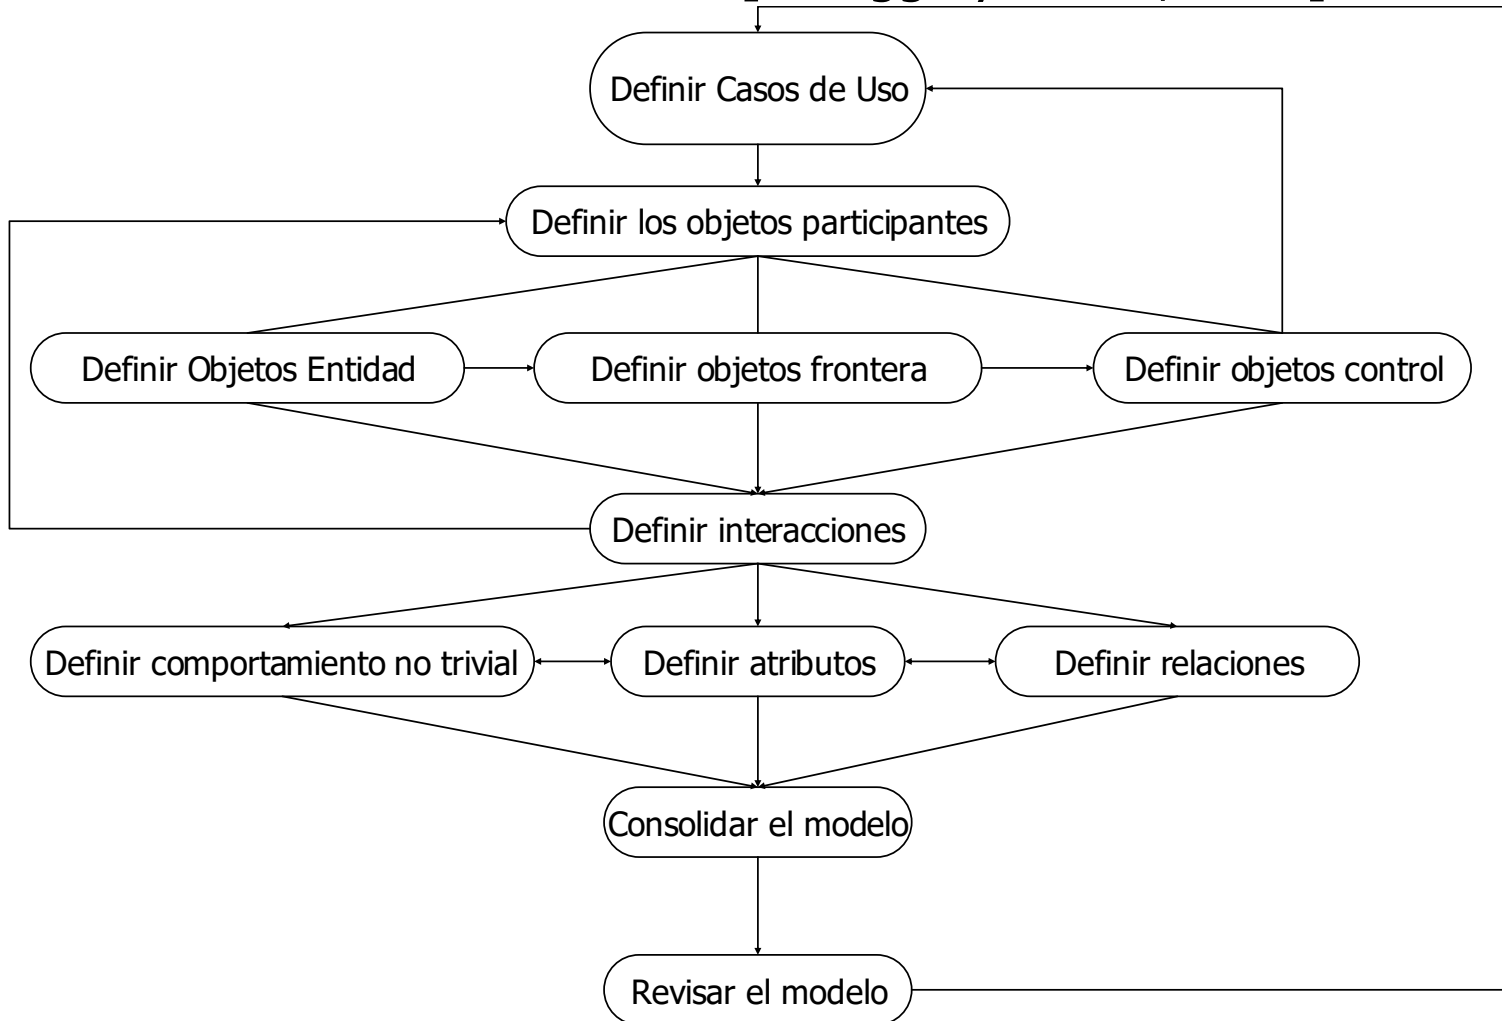 Definir Casos de Uso
Definir los objetos participantes
Definir Objetos Entidad
Definir objetos frontera
Definir objetos control
Definir interacciones
Definir comportamiento no trivial
Definir atributos
Definir relaciones
Consolidar el modelo
Revisar el modelo